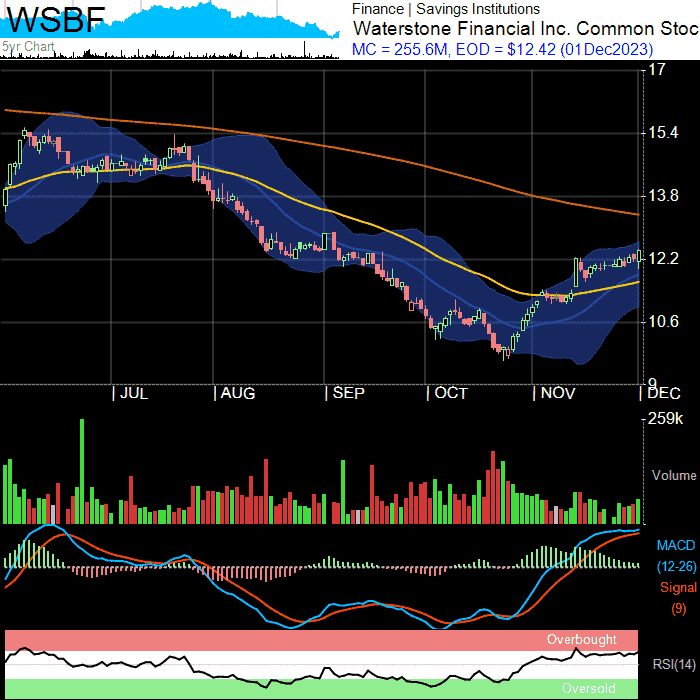 WSBF
5yr Chart
Finance | Savings Institutions
Waterstone Financial Inc. Common Stoc
MC = 255.6M, EOD = $12.42 (01Dec2023)
17
15.4
13.8
12.2
10.6
9
JUL AUG SEP OCT NOV DEC
259k
Volume
MACD
(12-26)
Signal
(9)
Overbought
RSI(14)
Oversold